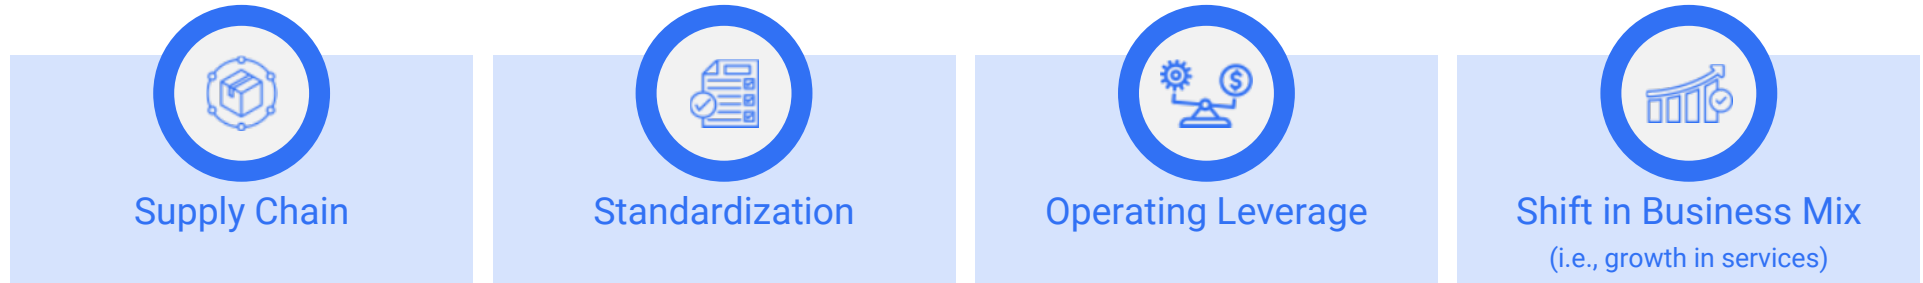 Supply Chain
Standardization
Operating Leverage
Shift in Business Mix
(i.e., growth in services)